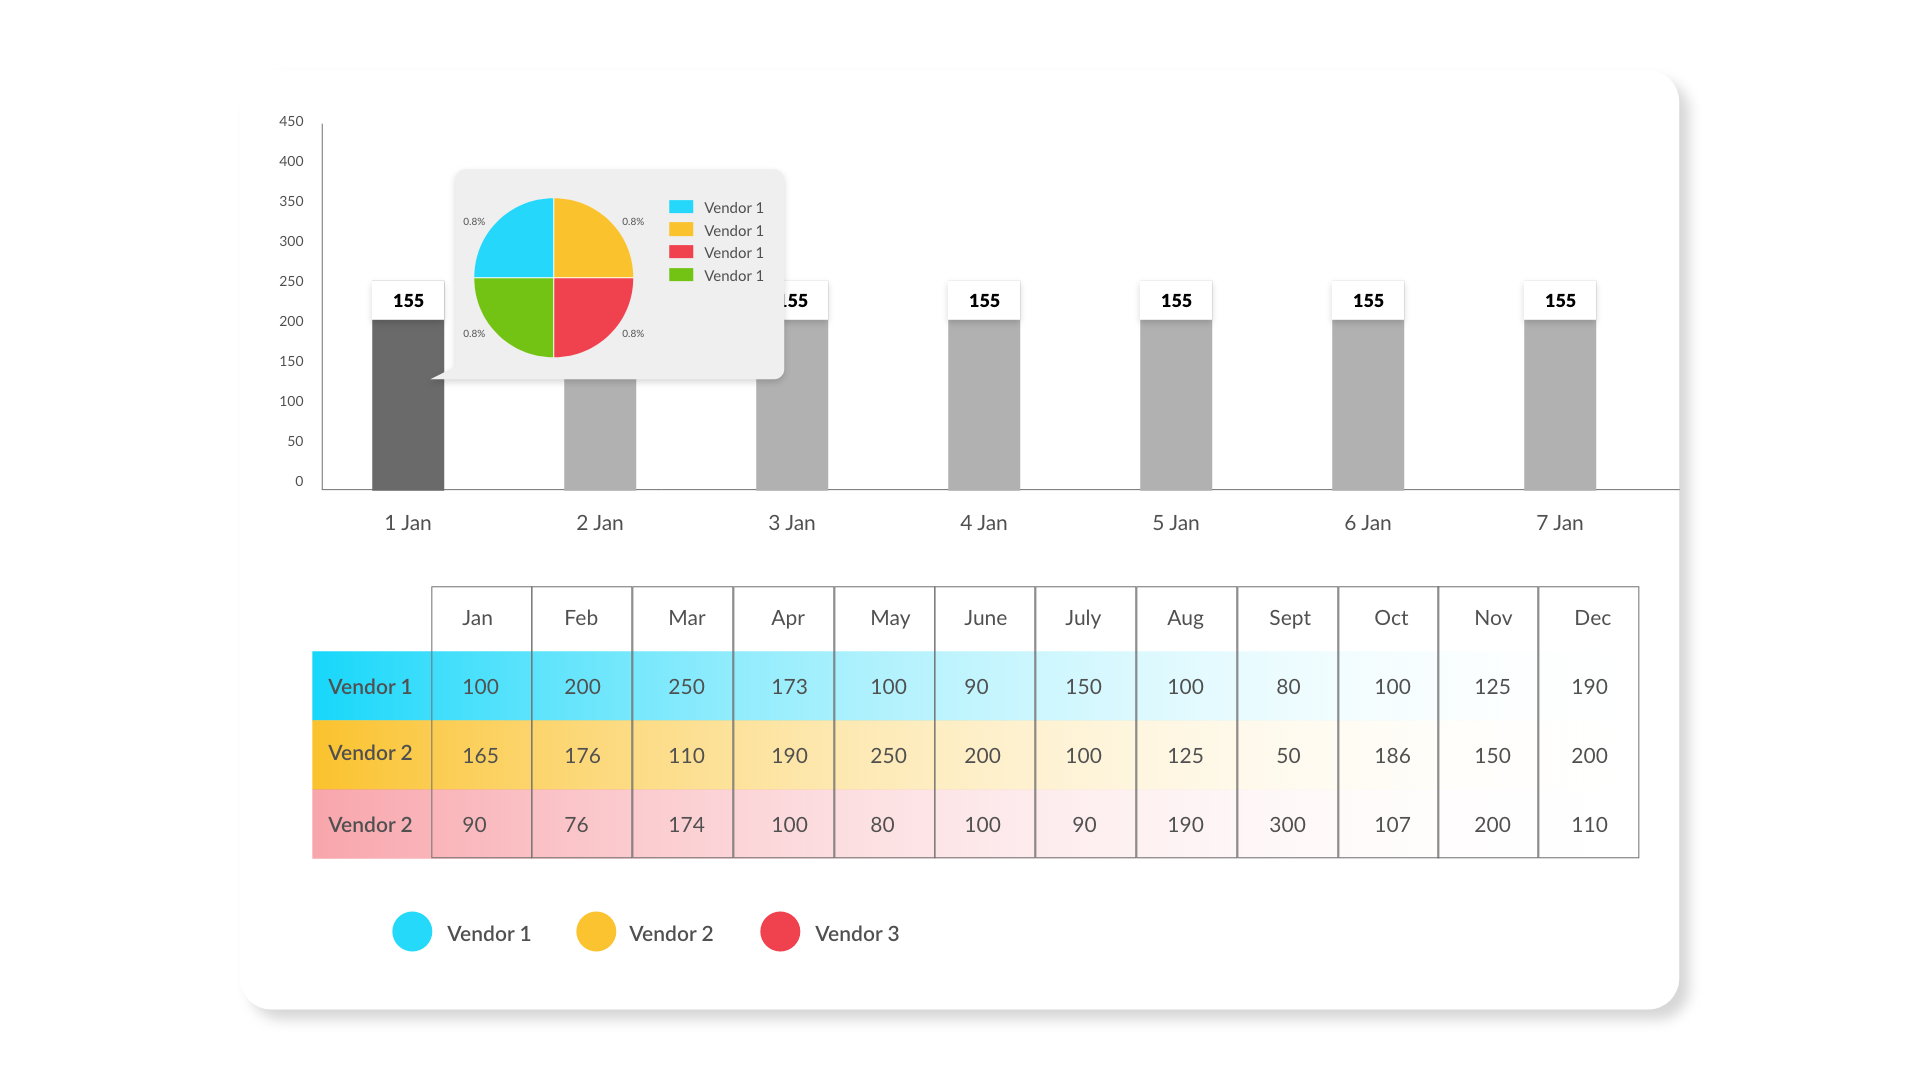 450
400
350
300
250
200
150
100
50
0
0.8% 0.8%
0.8% 0.8%
Vendor 1
Vendor 1
Vendor 1
Vendor 1
155 155 155 155 155 155
1 Jan 2 Jan 3 Jan 4 Jan 5 Jan 6 Jan 7 Jan
Jan Feb Mar Apr May June July Aug Sept Oct Nov Dec
Vendor 1 100 200 250 173 100 90 150 100 80 100 125 190
Vendor 2 165 176 110 190 250 200 100 125 50 186 150 200
Vendor 2 90 76 174 100 80 100 90 190 300 107 200 110
Vendor 1 Vendor 2 Vendor 3